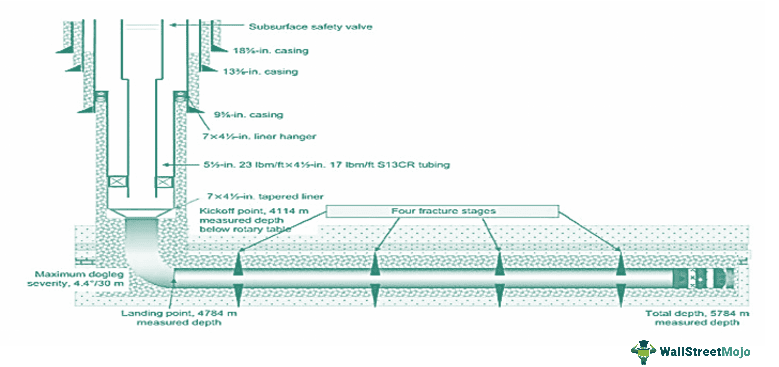 Subsurface safety valve
18⅝-in. casing
13⅜-in. casing
9⅝-in. casing
7×4½-in. liner hanger
5½-in. 23 lbm/ft×4½-in. 17 lbm/ft S13CR tubing
7×4½-in. tapered liner
Kickoff point, 4114 m
measured depth
below rotary table
Four fracture stages
Maximum dogleg
severity, 4.4°/30 m
Landing point, 4784 m
measured depth
Total depth, 5784 m
measured depth
WallStreetMojo